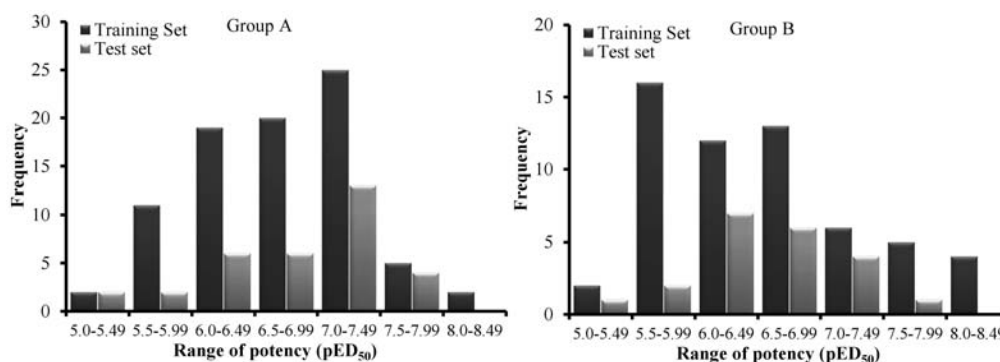 Group A
Training Set
Test set
Frequency
30
25
20
15
10
5
0
5.0-5.49 5.5-5.99 6.0-6.49 6.5-6.99 7.0-7.49 7.5-7.99 8.0-8.49
Range of potency (pED50)
Group B
Training Set
Test set
Frequency
20
15
10
5
0
5.0-5.49 5.5-5.99 6.0-6.49 6.5-6.99 7.0-7.49 7.5-7.99 8.0-8.49
Range of potency (pED50)